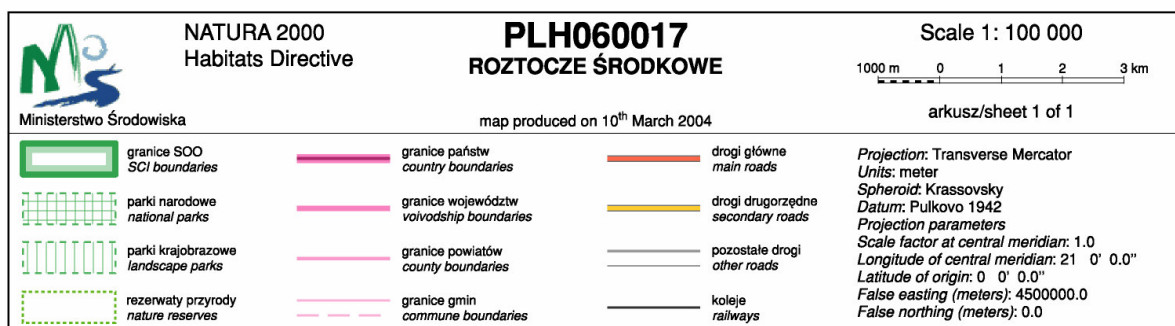 NATURA 2000
Habitats Directive
PLH060017
ROZTOCZE ŚRODKOWE
map produced on 10th March 2004
Scale 1: 100 000
1000 m 0 1 2 3 km
arkusz/sheet 1 of 1
Ministerstwo Środowiska
granice SOO
SCI boundaries
parki narodowe
national parks
parki krajobrazowe
landscape parks
rezerwaty przyrody
nature reserves
granice państw
country boundaries
granice województw
voivodship boundaries
granice powiatów
county boundaries
granice gmin
commune boundaries
drogi główne
main roads
drogi drugorzędne
secondary roads
pozostałe drogi
other roads
koleje
railways
Projection: Transverse Mercator
Units: meter
Spheroid: Krassovsky
Datum: Pulkovo 1942
Projection parameters
Scale factor at central meridian: 1.0
Longitude of central meridian: 21 0' 0.0"
Latitude of origin: 0 0' 0.0"
False easting (meters): 4500000.0
False northing (meters): 0.0